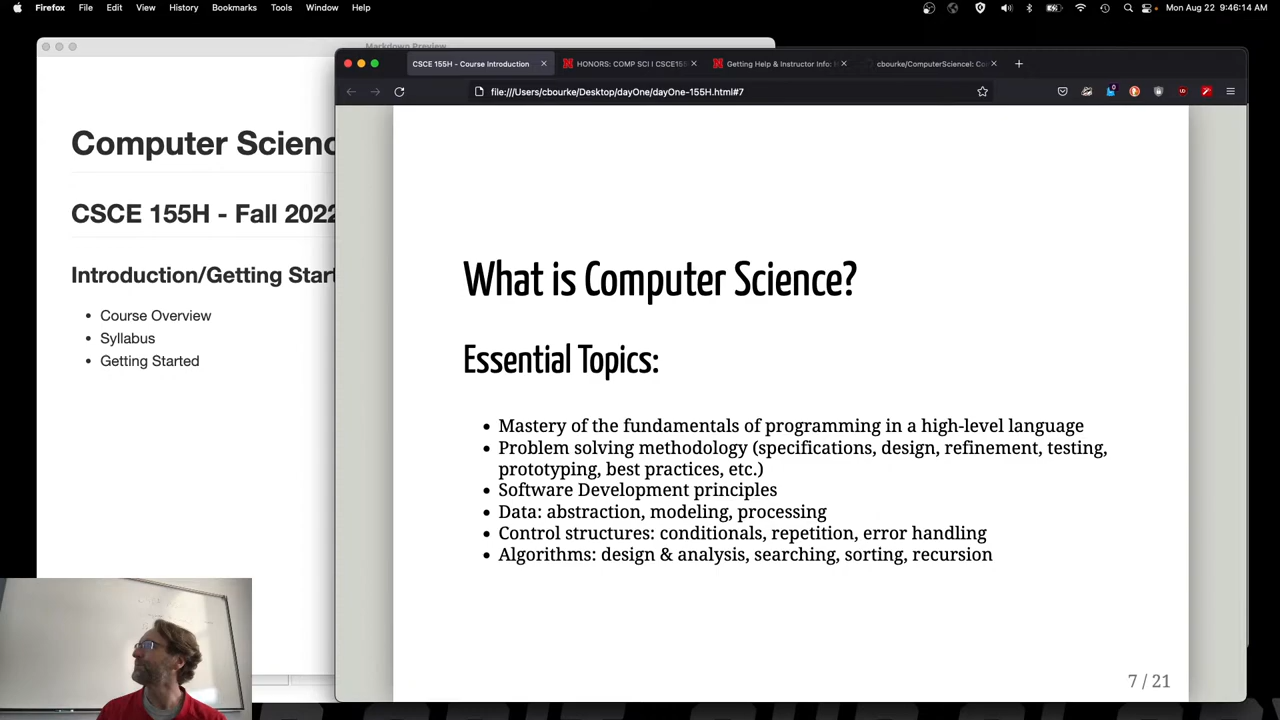 Firefox File Edit View History Bookmarks Tools Window Help Mon Aug 22 9:46:14 AM
Markdown Preview
CSCE 155H - Course Introduction HONORS: COMP SCI I CSCE155 Getting Help & Instructor Info: cbourke/ComputerScienceI: Co
file:///Users/cbourke/Desktop/dayOne/dayOne-155H.html#7
Computer Scienc
CSCE 155H - Fall 2022
Introduction/Getting Start
Course Overview
Syllabus
Getting Started
What is Computer Science?
Essential Topics:
Mastery of the fundamentals of programming in a high-level language
Problem solving methodology (specifications, design, refinement, testing,
prototyping, best practices, etc.)
Software Development principles
Data: abstraction, modeling, processing
Control structures: conditionals, repetition, error handling
Algorithms: design & analysis, searching, sorting, recursion
7 / 21